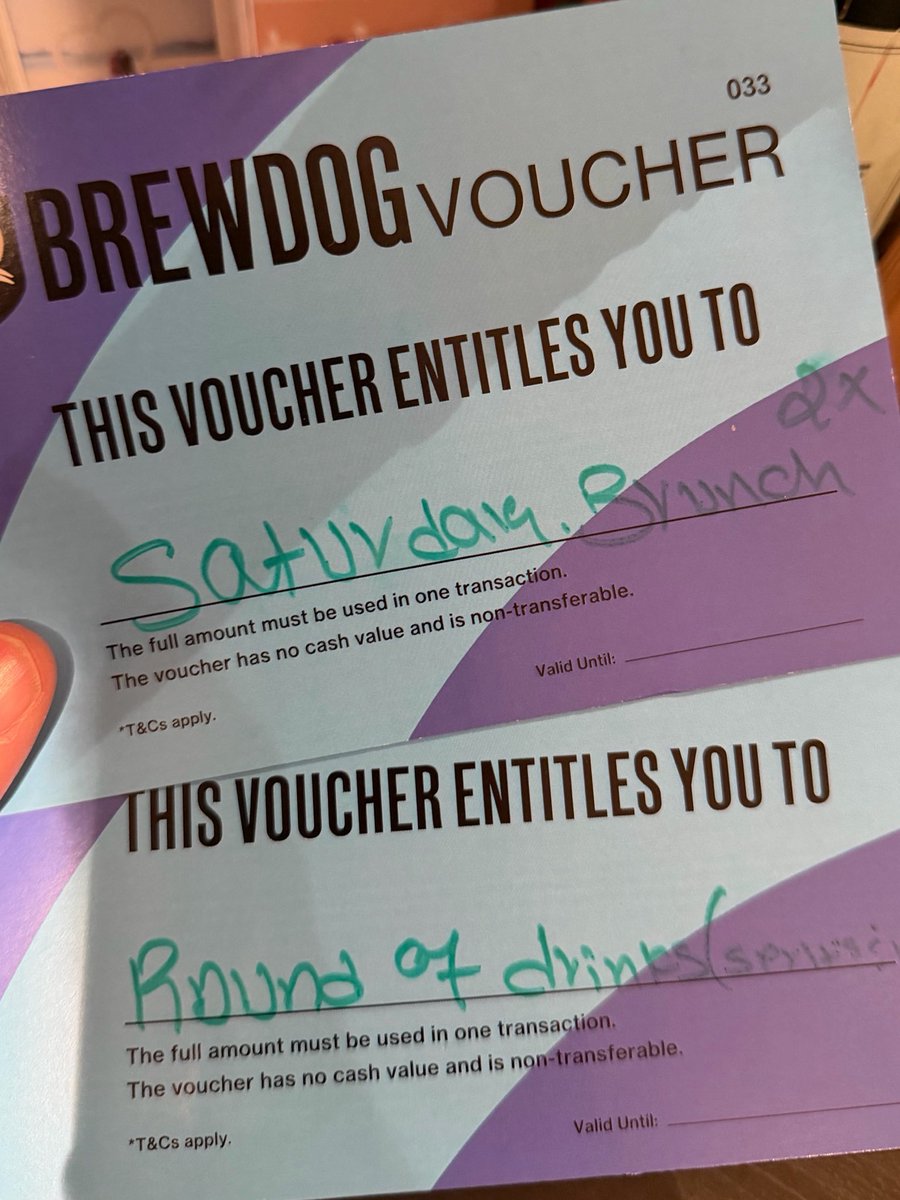 033
BREWDOG VOUCHER
THIS VOUCHER ENTITLES YOU TO
2x
Saturday. Brunch
The full amount must be used in one transaction.
The voucher has no cash value and is non-transferable.
Valid Until:
*T&Cs apply.
THIS VOUCHER ENTITLES YOU TO
Round of drinks
The full amount must be used in one transaction.
The voucher has no cash value and is non-transferable.
Valid Until:
*T&Cs apply.